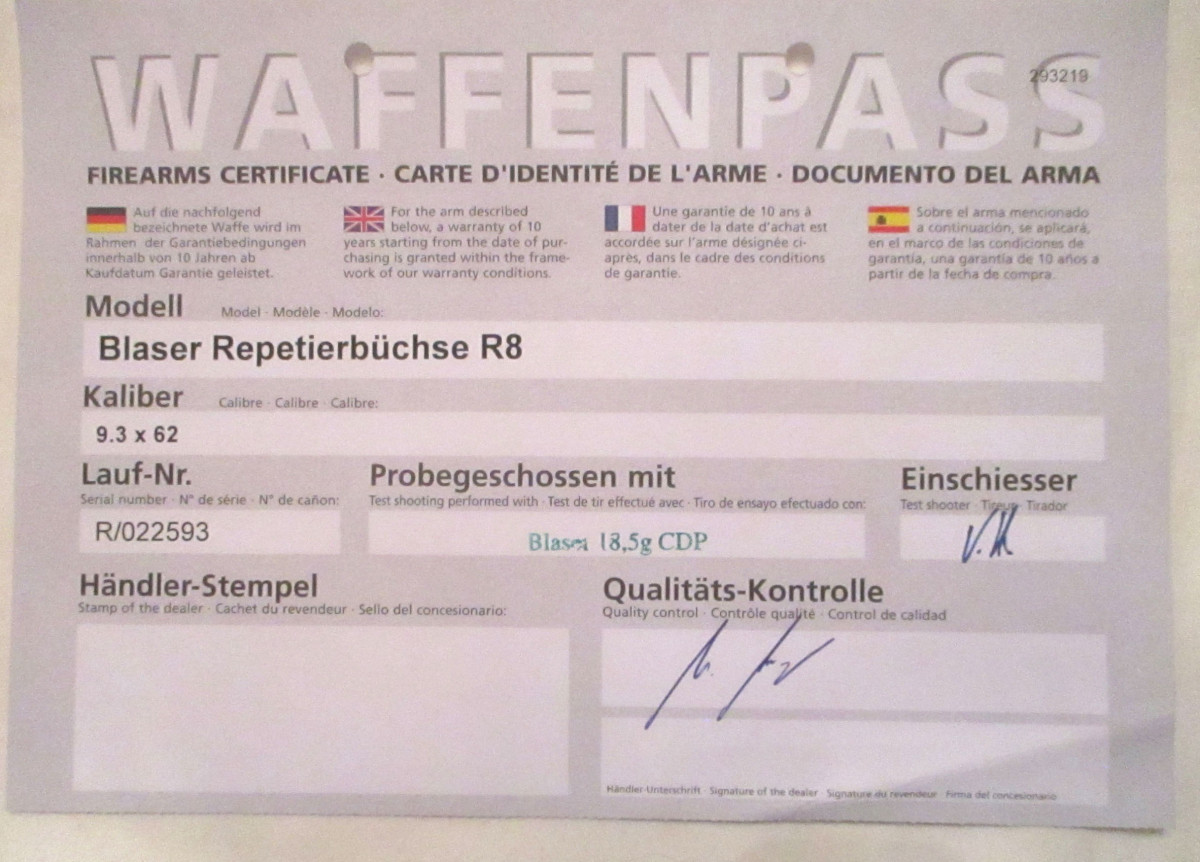 WAFFENPASS
293219
FIREARMS CERTIFICATE · CARTE D'IDENTITÉ DE L'ARME · DOCUMENTO DEL ARMA
Auf die nachfolgend
bezeichnete Waffe wird im
Rahmen der Garantiebedingungen
innerhalb von 10 Jahren ab
Kaufdatum Garantie geleistet.
For the arm described
below, a warranty of 10
years starting from the date of pur-
chasing is granted within the frame-
work of our warranty conditions.
Une garantie de 10 ans à
dater de la date d'achat est
accordée sur l'arme désignée ci-
après, dans le cadre des conditions
de garantie.
Sobre el arma mencionado
a continuación, se aplicará,
en el marco de las condiciones de
garantía, una garantía de 10 años a
partir de la fecha de compra.
Modell Model · Modèle · Modelo:
Blaser Repetierbüchse R8
Kaliber Calibre · Calibre · Calibre:
9.3 x 62
Lauf-Nr.
Serial number · N° de série · N° de cañon:
R/022593
Probegeschossen mit
Test shooting performed with · Test de tir effectué avec · Tiro de ensayo efectuado con:
Blaser 18,5g CDP
Einschiesser
Test shooter · Tireur · Tirador
Händler-Stempel
Stamp of the dealer · Cachet du revendeur · Sello del concesionario:
Qualitäts-Kontrolle
Quality control · Contrôle qualité · Control de calidad
Händler-Unterschrift · Signature of the dealer · Signature du revendeur · Firma del concesionario